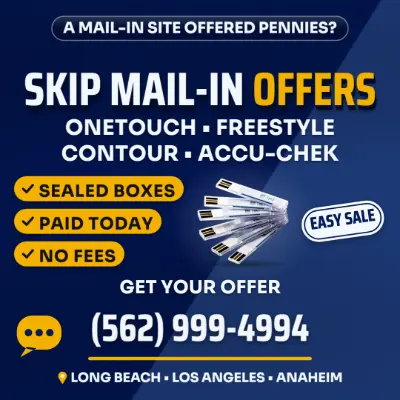 A MAIL-IN SITE OFFERED PENNIES?
SKIP MAIL-IN OFFERS
ONETOUCH • FREESTYLE
CONTOUR • ACCU-CHEK
SEALED BOXES
PAID TODAY
NO FEES
EASY SALE
GET YOUR OFFER
(562) 999-4994
LONG BEACH • LOS ANGELES • ANAHEIM